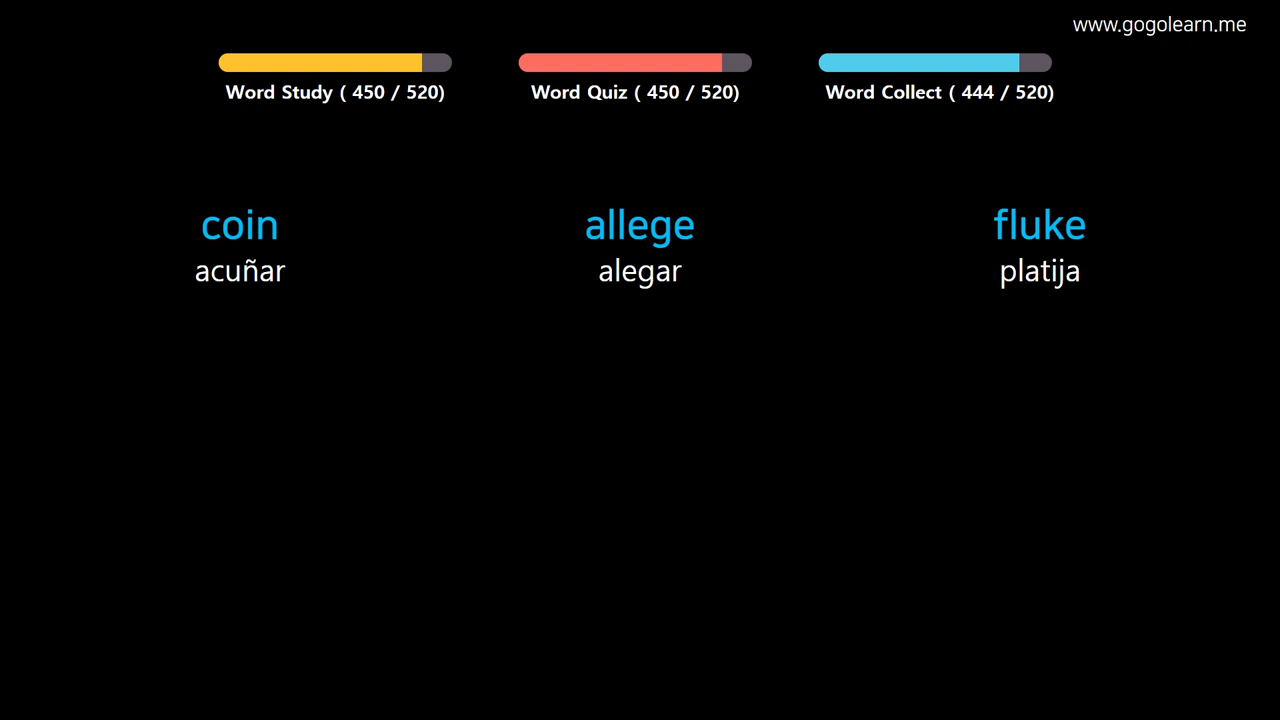 www.gogolearn.me
Word Study ( 450 / 520)
Word Quiz ( 450 / 520)
Word Collect ( 444 / 520)
coin
acuñar
allege
alegar
fluke
platija